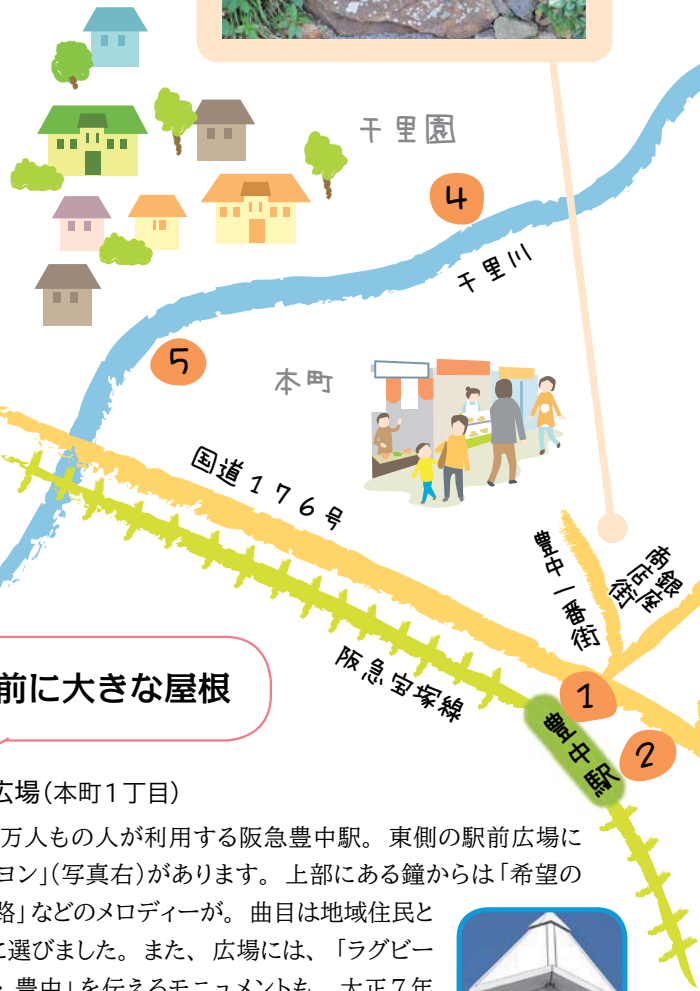 千里園
4
千里川
5
本町
国道176号
豊中一番街
銀座
商店街
阪急宝塚線
1
豊中駅
2
前に大きな屋根
広場(本町1丁目)
万人もの人が利用する阪急豊中駅。東側の駅前広場に
ヨン」(写真右)があります。上部にある鐘からは「希望の
路」などのメロディーが。曲目は地域住民と
に選びました。また、広場には、「ラグビー
豊中」を伝えるモニュメントも。大正7年